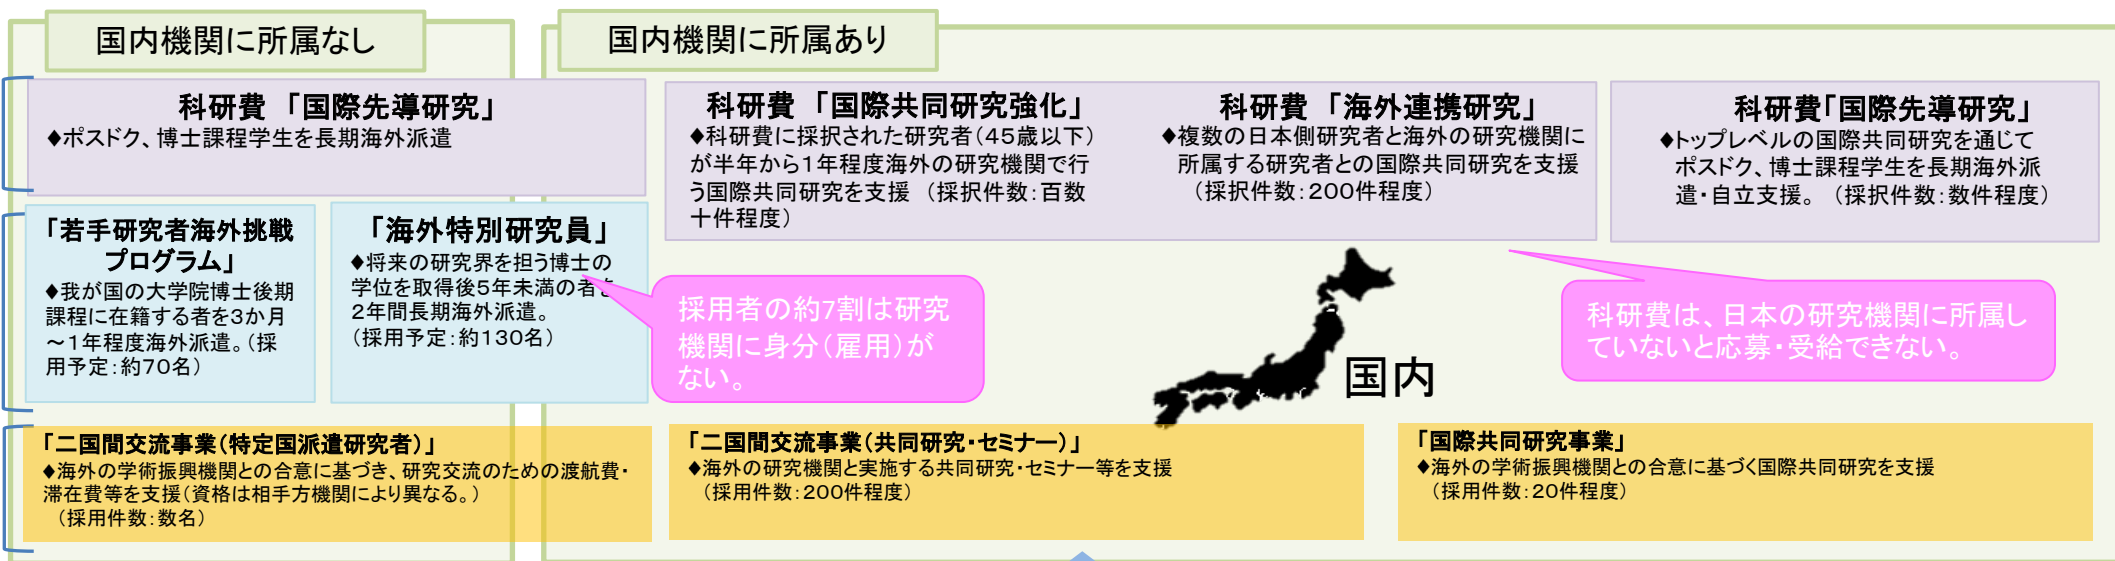 国内機関に所属なし
国内機関に所属あり
科研費 「国際先導研究」
♦ポスドク、博士課程学生を長期海外派遣
科研費 「国際共同研究強化」
♦科研費に採択された研究者(45歳以下)
が半年から1年程度海外の研究機関で行
う国際共同研究を支援 (採択件数:百数
十件程度)
科研費 「海外連携研究」
♦複数の日本側研究者と海外の研究機関に
所属する研究者との国際共同研究を支援
(採択件数:200件程度)
科研費「国際先導研究」
♦トップレベルの国際共同研究を通じて
ポスドク、博士課程学生を長期海外派
遣・自立支援。 (採択件数:数件程度)
「若手研究者海外挑戦
プログラム」
♦我が国の大学院博士後期
課程に在籍する者を3か月
~1年程度海外派遣。(採
用予定:約70名)
「海外特別研究員」
♦将来の研究界を担う博士の
学位を取得後5年未満の者を
2年間長期海外派遣。
(採用予定:約130名)
採用者の約7割は研究
機関に身分(雇用)が
ない。
国内
科研費は、日本の研究機関に所属し
ていないと応募・受給できない。
「二国間交流事業(特定国派遣研究者)」
♦海外の学術振興機関との合意に基づき、研究交流のための渡航費・
滞在費等を支援(資格は相手方機関により異なる。)
(採用件数:数名)
「二国間交流事業(共同研究・セミナー)」
♦海外の研究機関と実施する共同研究・セミナー等を支援
(採用件数:200件程度)
「国際共同研究事業」
♦海外の学術振興機関との合意に基づく国際共同研究を支援
(採用件数:20件程度)